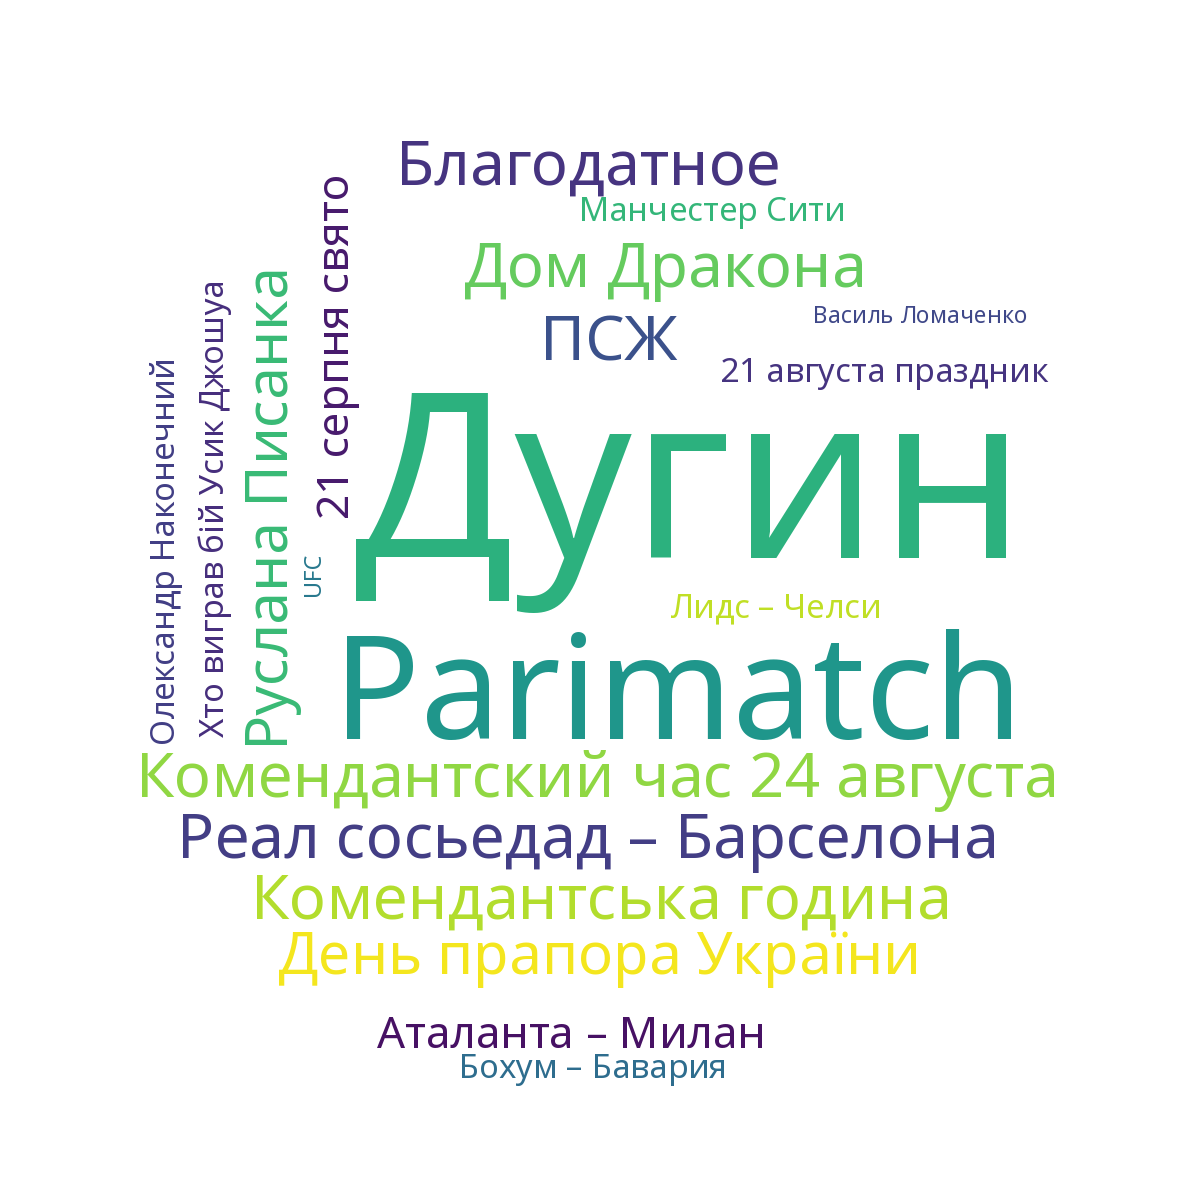 Благодатное
Манчестер Сити
Дом Дракона
Василь Ломаченко
ПСЖ
21 августа праздник
21 серпня свято
Руслана Писанка
Хто виграв бій Усик Джошуа
Олександр Наконечний
UFC
Дугин
Лидс – Челси
Parimatch
Комендантский час 24 августа
Реал сосьедад – Барселона
Комендантська година
День прапора України
Аталанта – Милан
Бохум – Бавария